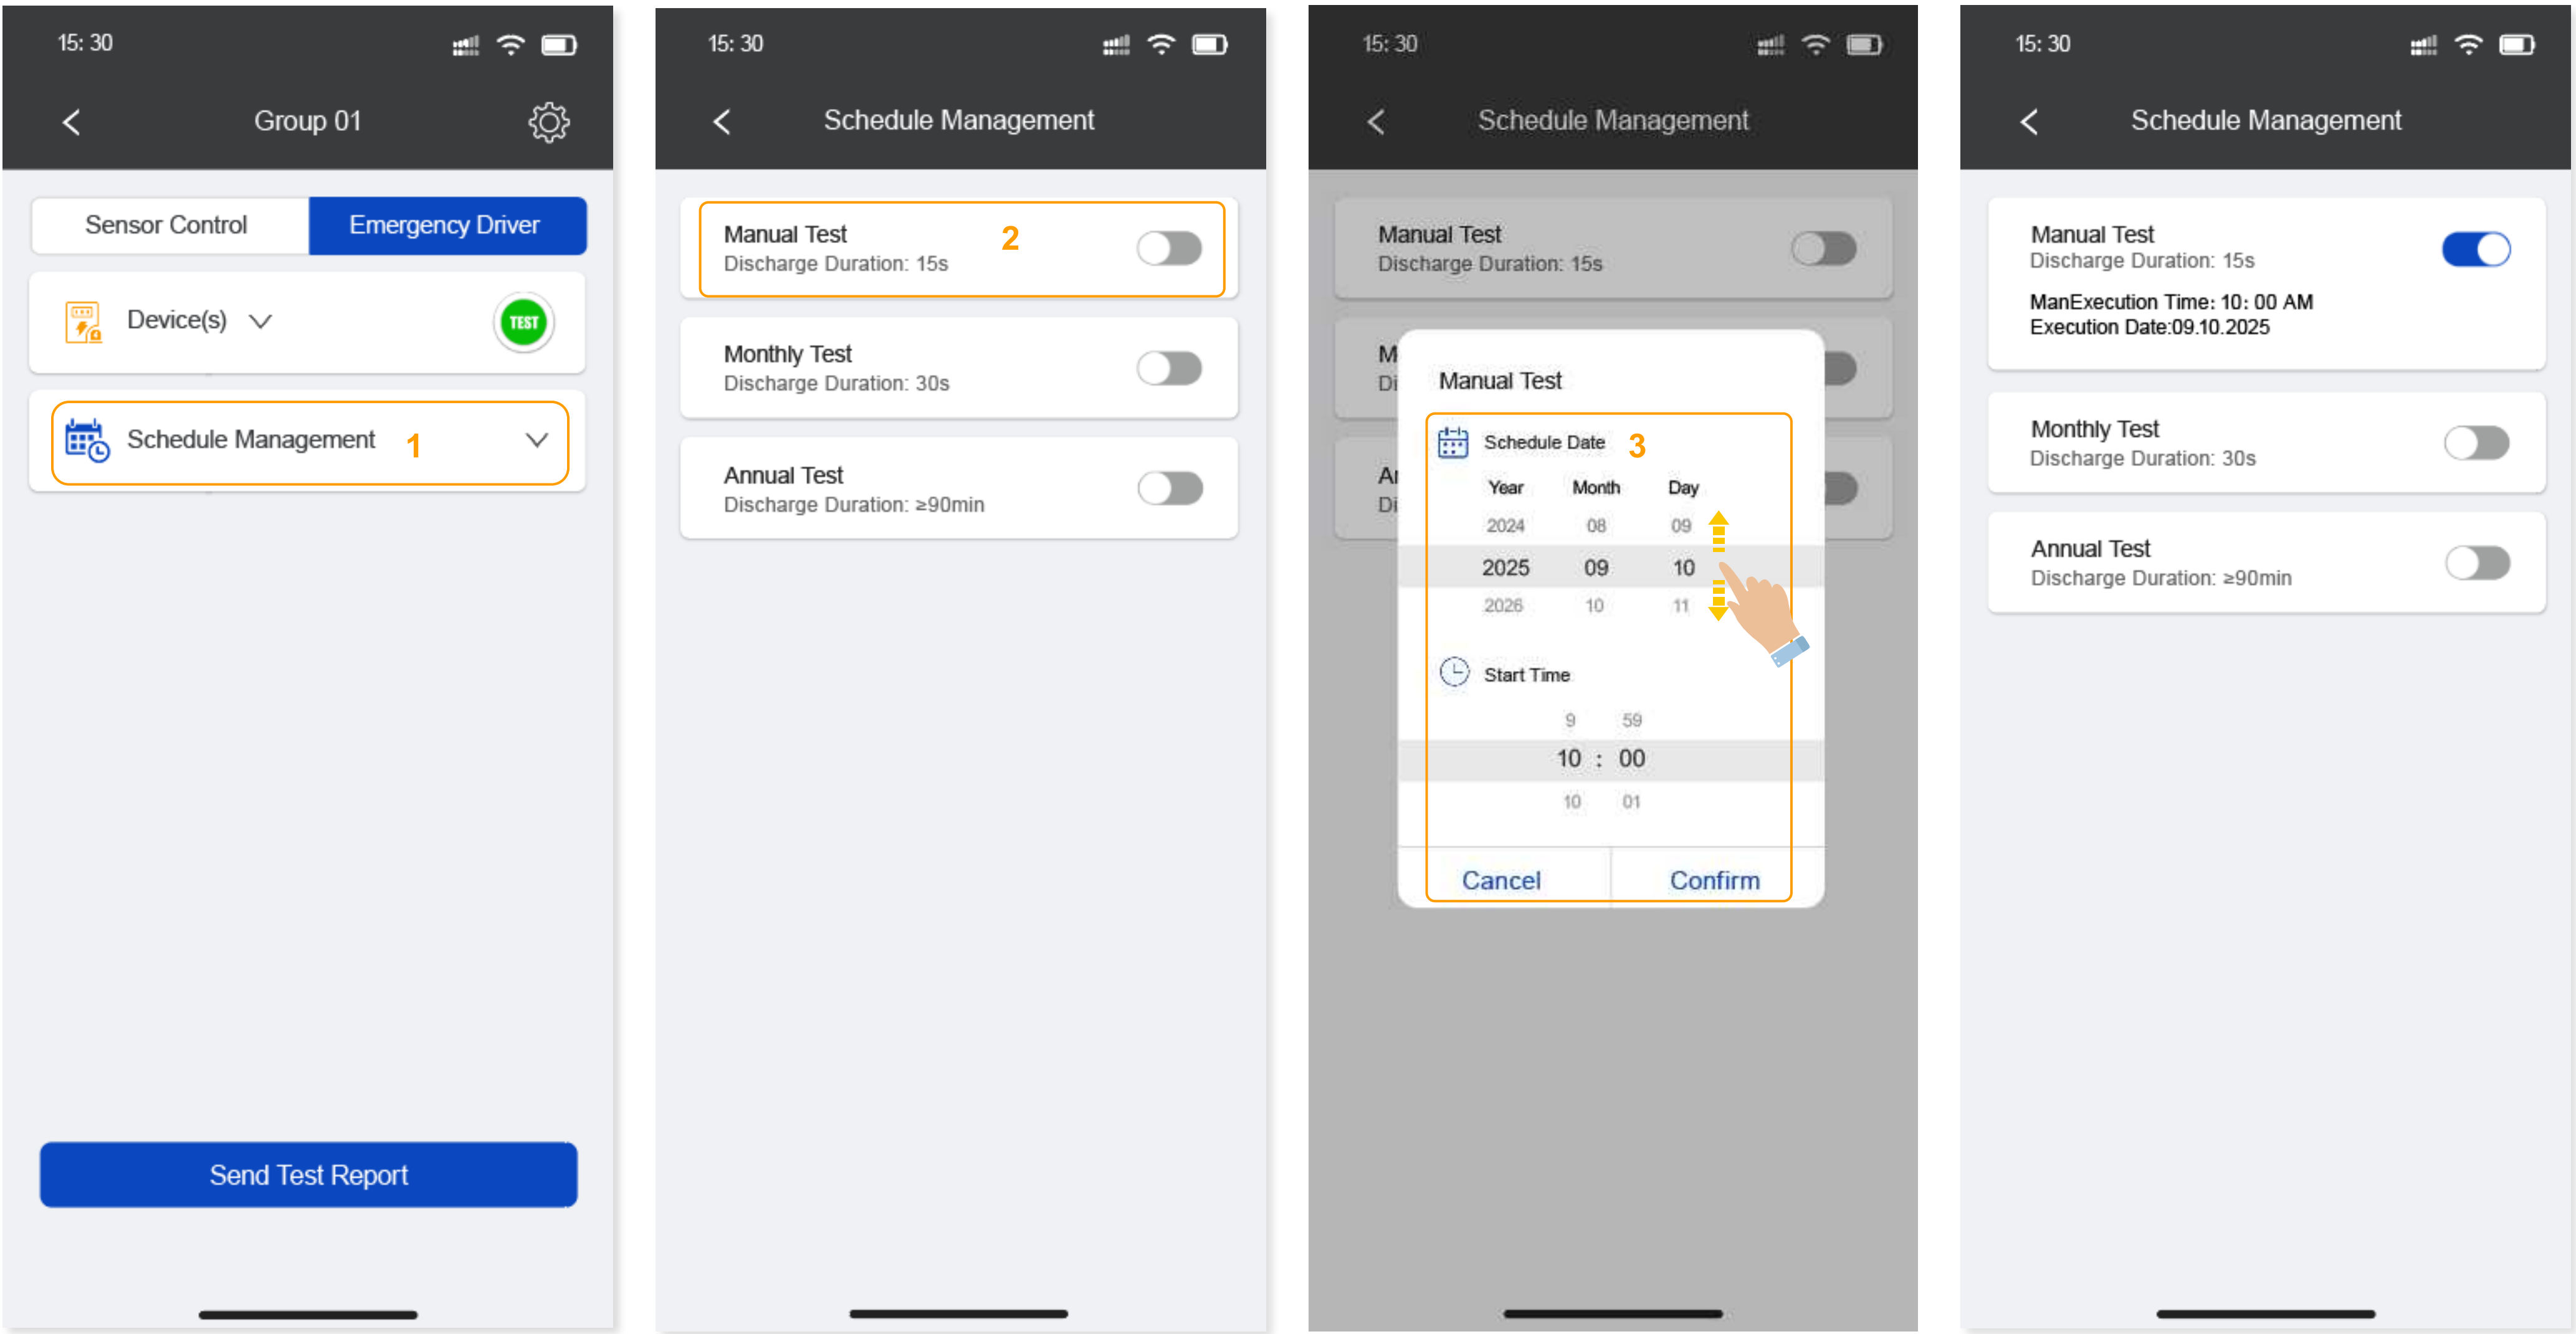 15: 30
Group 01
Sensor Control
Emergency Driver
Device(s)
TEST
Schedule Management 1
Send Test Report
15: 30
Schedule Management
Manual Test
Discharge Duration: 15s
2
Monthly Test
Discharge Duration: 30s
Annual Test
Discharge Duration: ≥90min
15: 30
Schedule Management
Manual Test
Discharge Duration: 15s
M
Di
A
Di
Manual Test
Schedule Date 3
Year Month Day
2024 08 09
2025 09 10
2026 10 11
Start Time
9 59
10 : 00
10 01
Cancel Confirm
15: 30
Schedule Management
Manual Test
Discharge Duration: 15s
ManExecution Time: 10: 00 AM
Execution Date:09.10.2025
Monthly Test
Discharge Duration: 30s
Annual Test
Discharge Duration: ≥90min